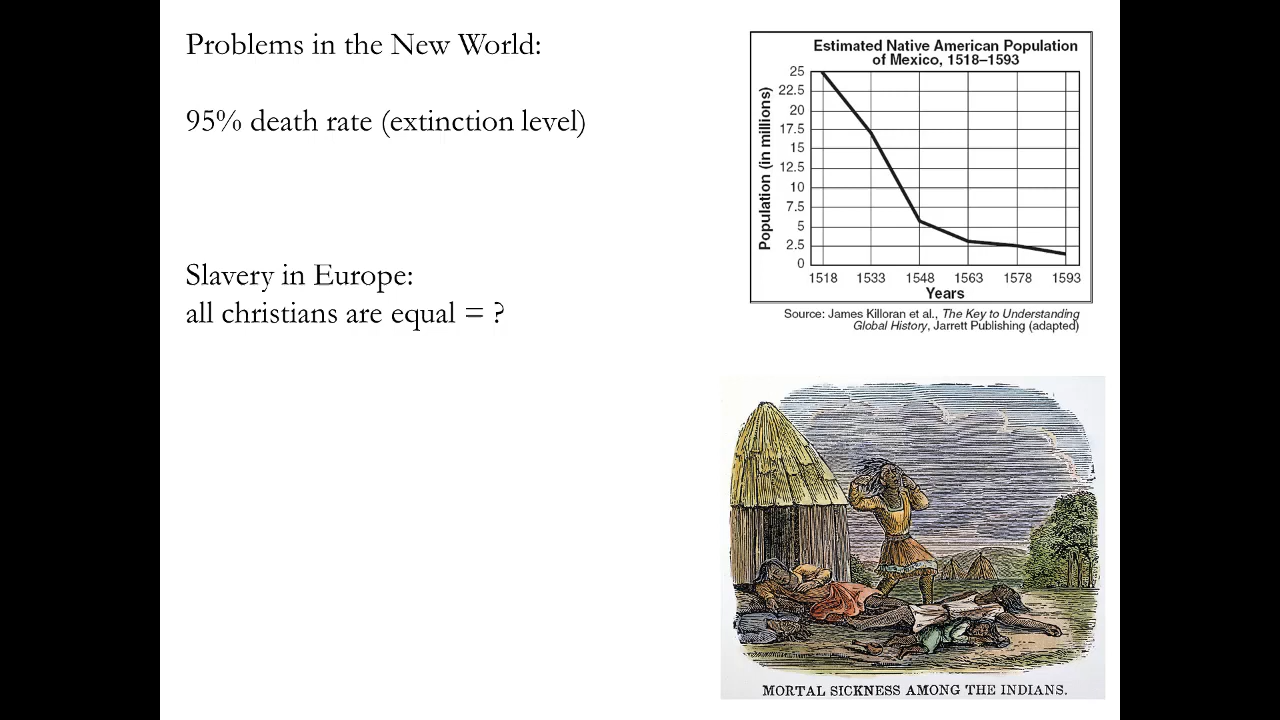 Problems in the New World:
95% death rate (extinction level)
Slavery in Europe:
all christians are equal = ?
Estimated Native American Population
of Mexico, 1518–1593
Population (in millions)
25
22.5
20
17.5
15
12.5
10
7.5
5
2.5
0
1518 1533 1548 1563 1578 1593
Years
Source: James Killoran et al., The Key to Understanding
Global History, Jarrett Publishing (adapted)
MORTAL SICKNESS AMONG THE INDIANS.